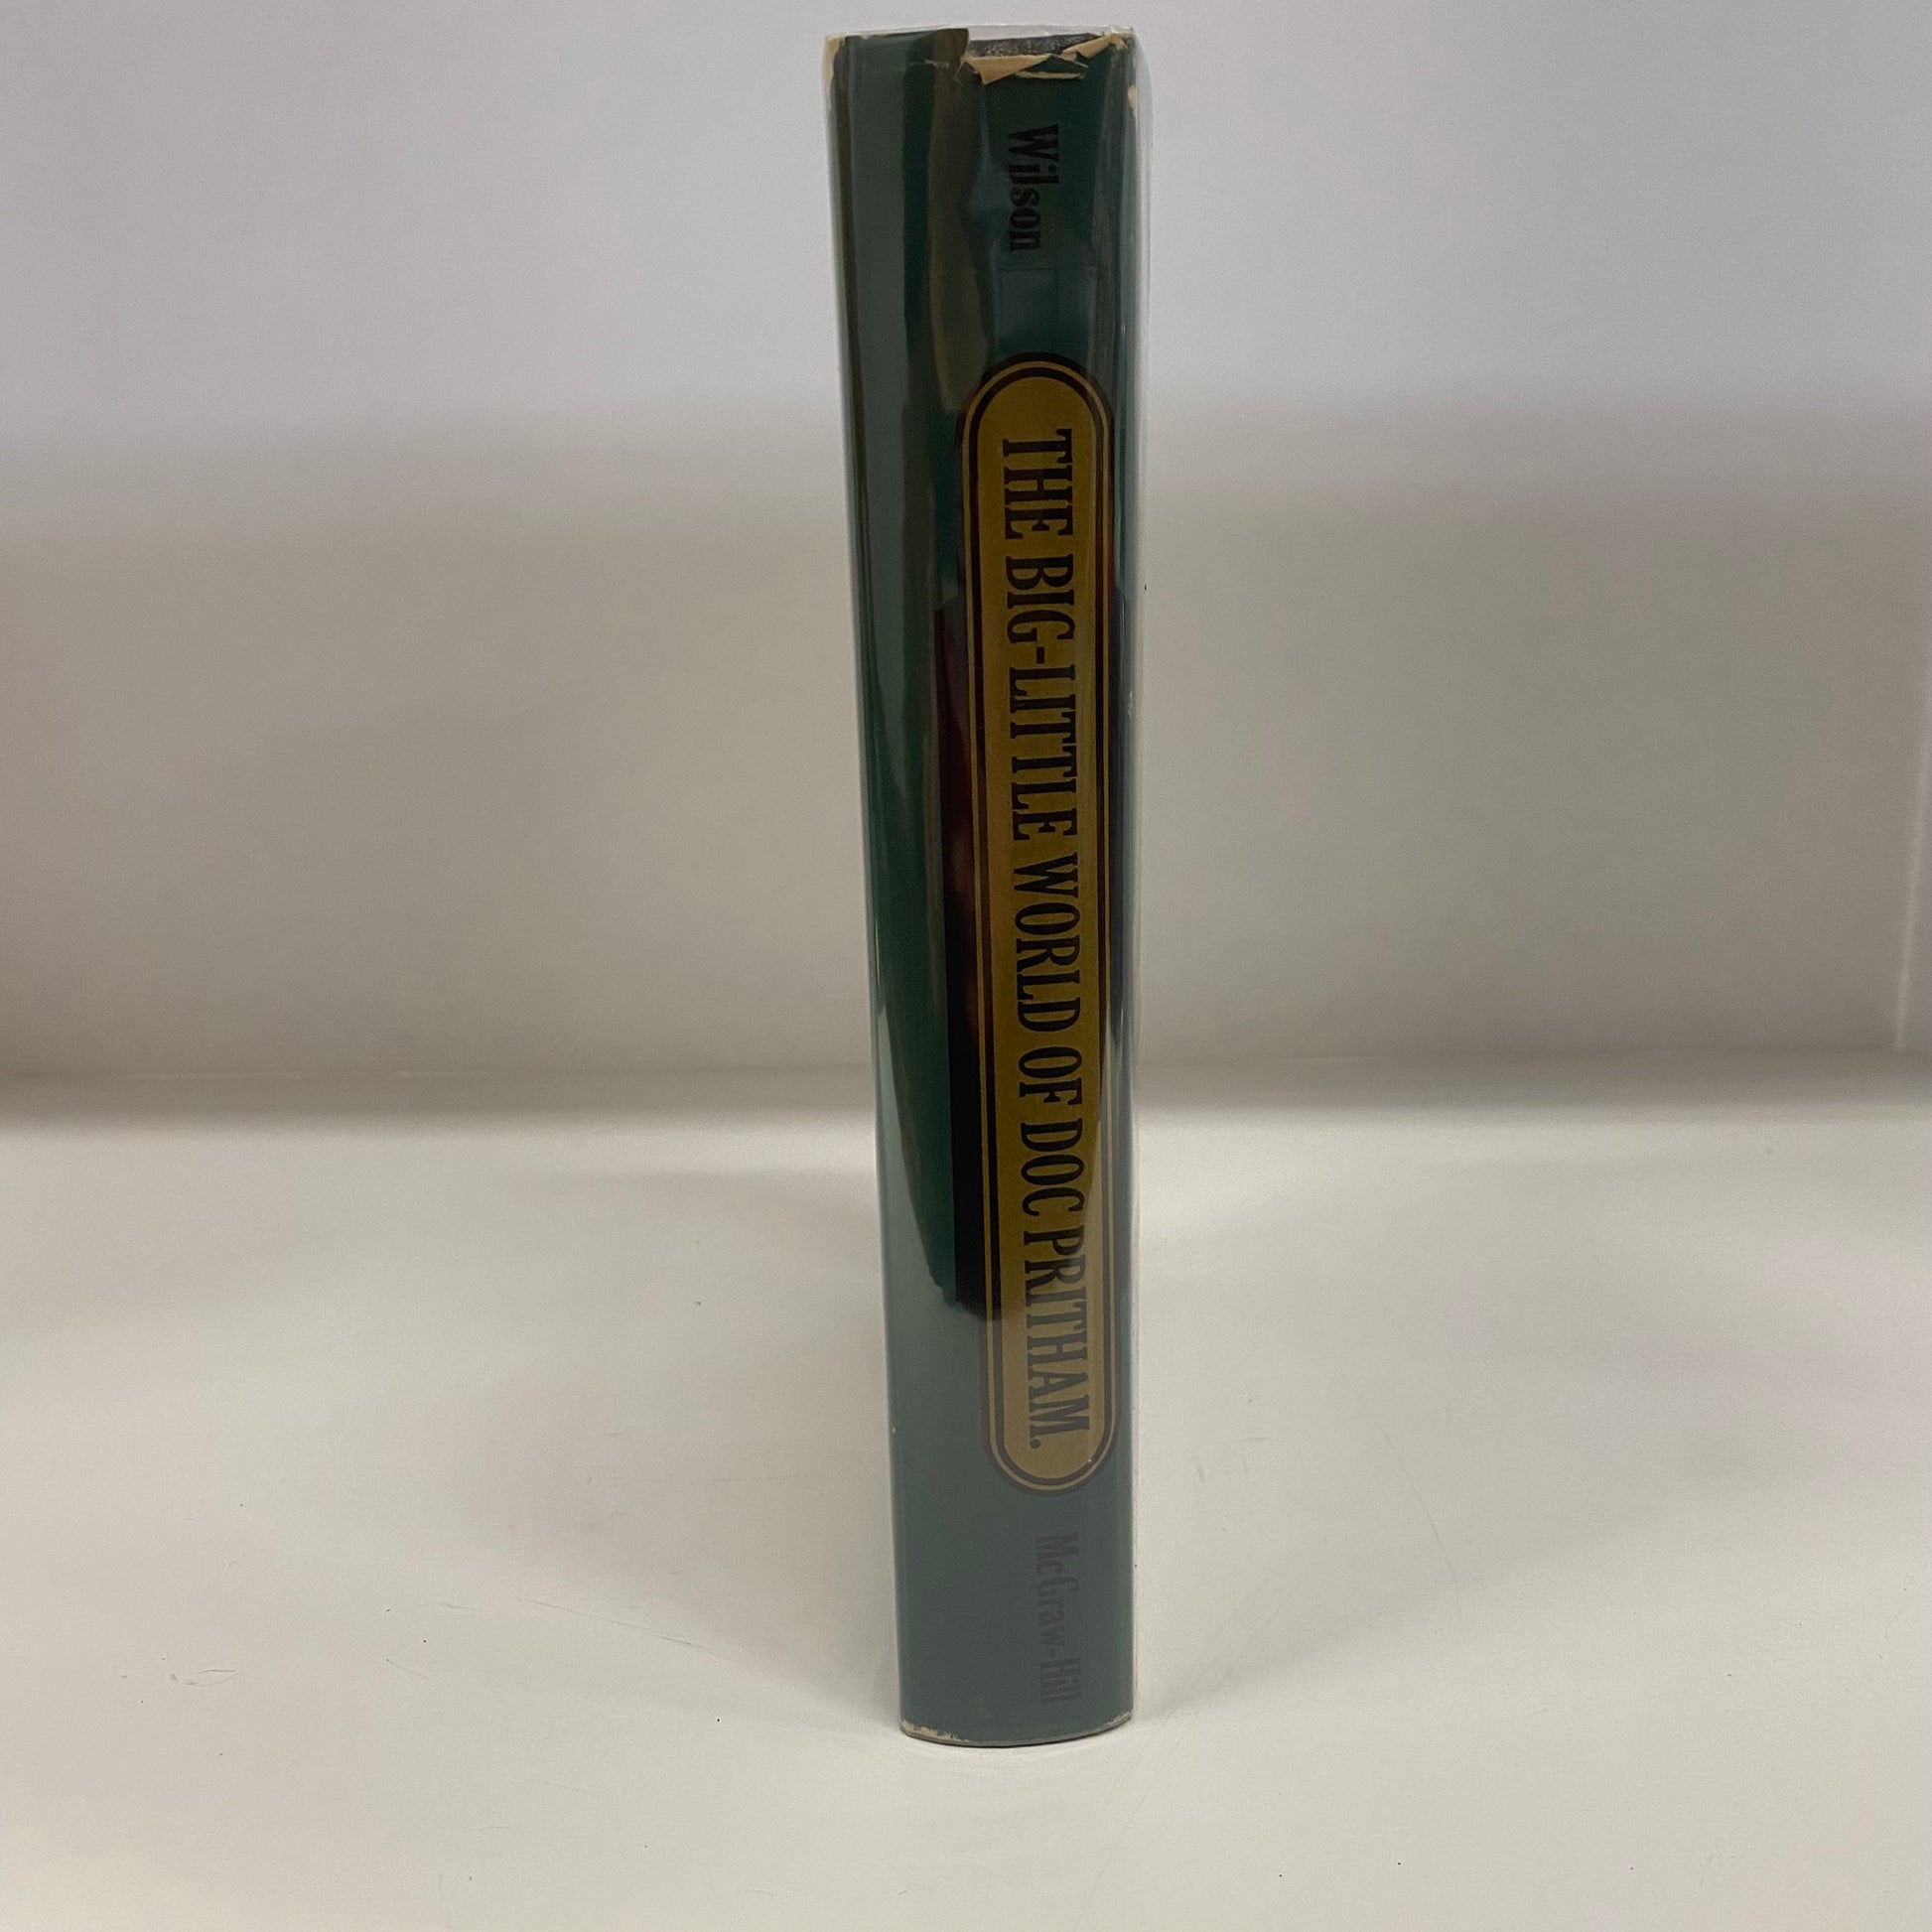 Wilson
THE BIG-LITTLE WORLD OF DOC PRITHAM.
McGraw-Hill